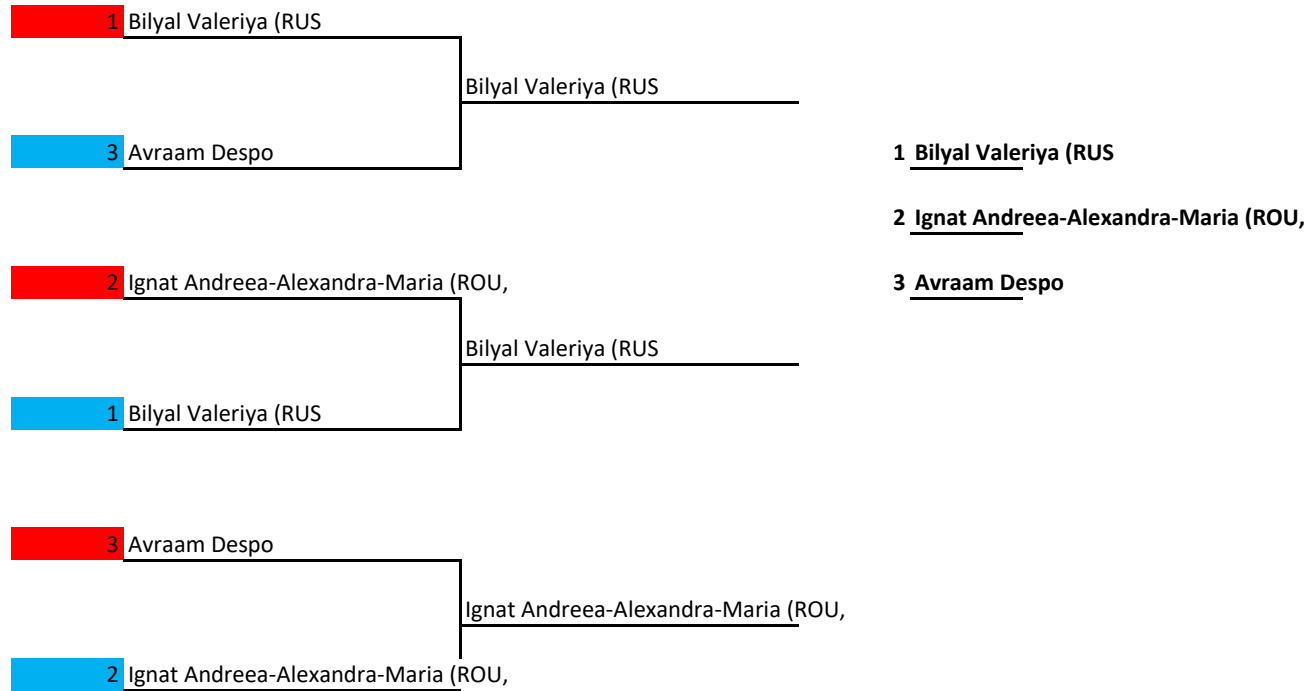 1 Bilyal Valeriya (RUS
Bilyal Valeriya (RUS
3 Avraam Despo
1 Bilyal Valeriya (RUS
2 Ignat Andreea-Alexandra-Maria (ROU,
2 Ignat Andreea-Alexandra-Maria (ROU,
3 Avraam Despo
Bilyal Valeriya (RUS
1 Bilyal Valeriya (RUS
3 Avraam Despo
Ignat Andreea-Alexandra-Maria (ROU,
2 Ignat Andreea-Alexandra-Maria (ROU,